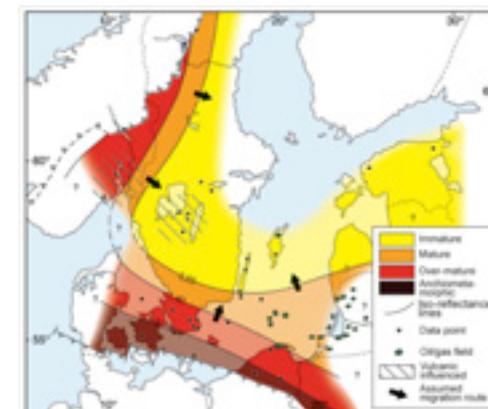 20°
30°
60°
55°
?
?
?
?
?
Immature
Mature
Over-mature
Anchimeta-
morphic
Iso-reflectance
lines
Data point
Oil/gas field
Vulcanic
influenced
Assumed
migration route